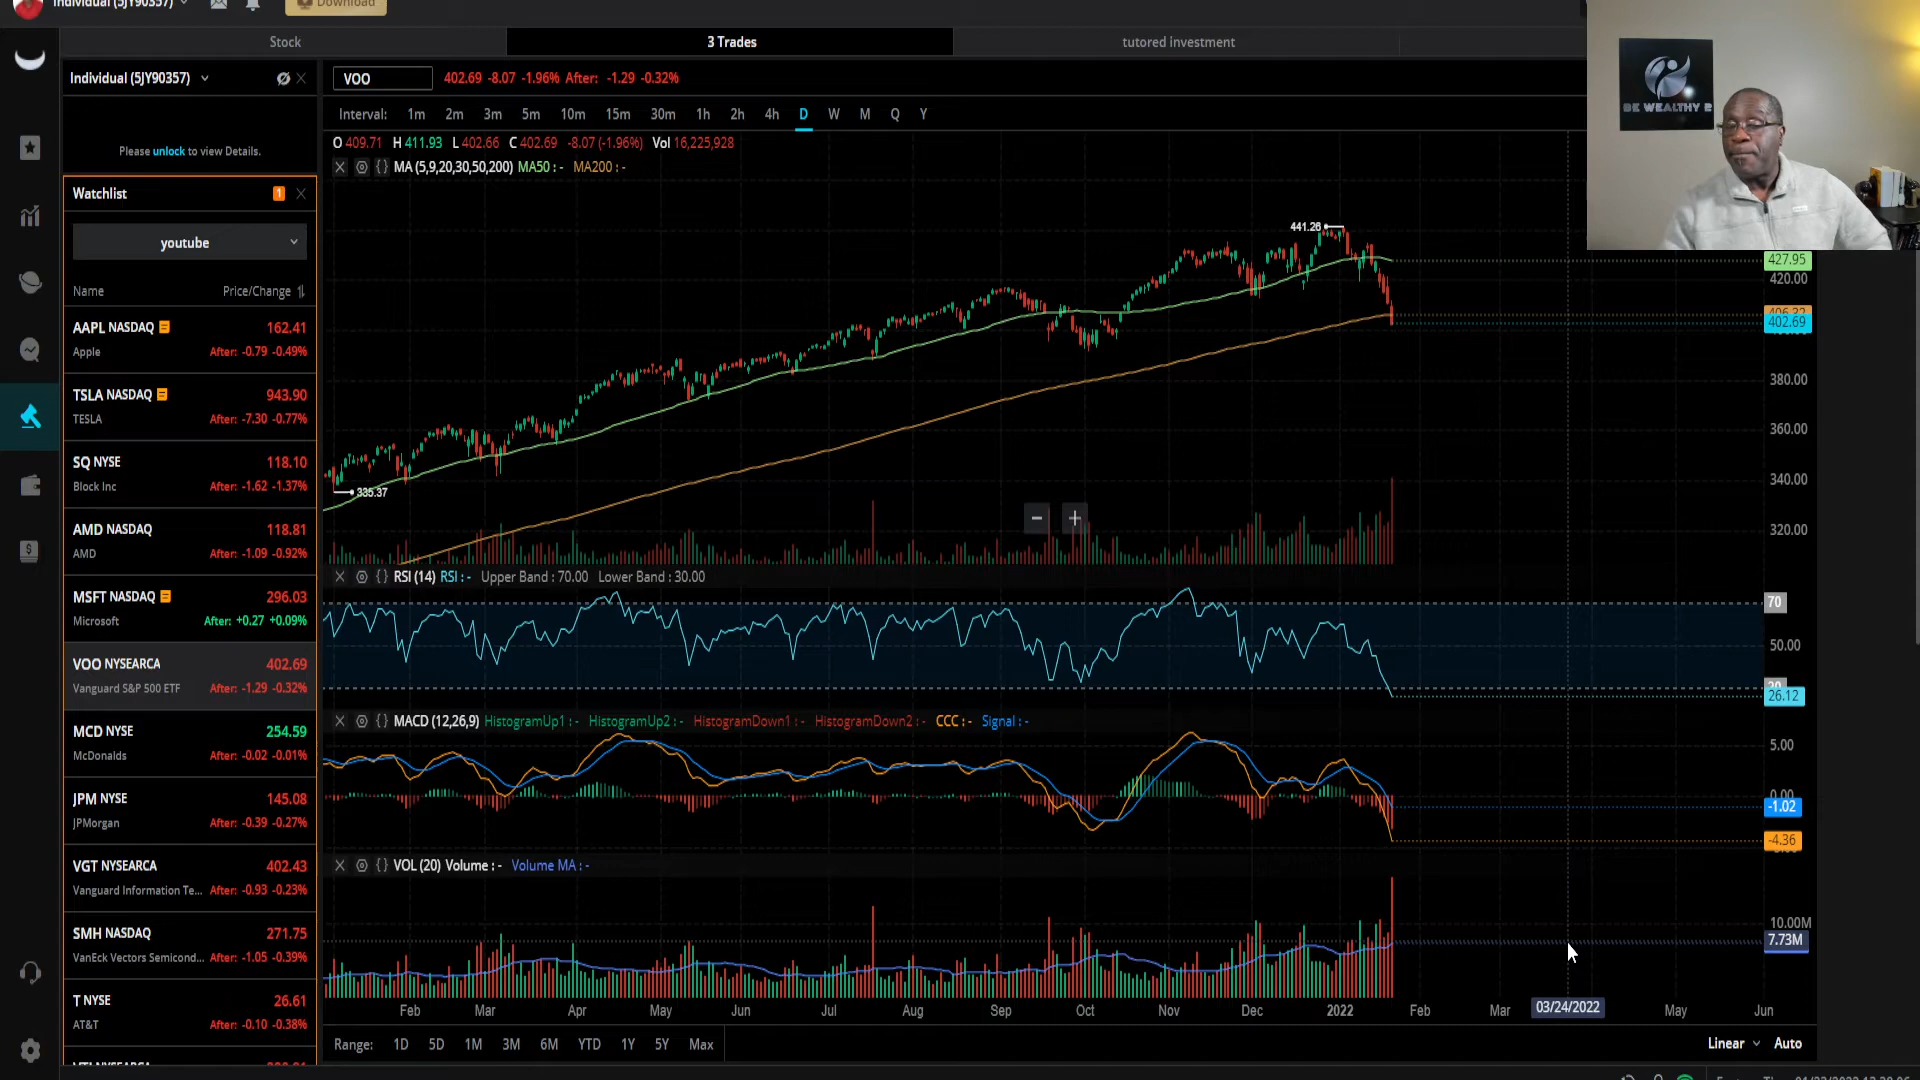 Individual (5JY90357)
Download
Stock
3 Trades
tutored investment
Individual (5JY90357)
VOO
402.69 -8.07 -1.96% After: -1.29 -0.32%
Interval: 1m 2m 3m 5m 10m 15m 30m 1h 2h 4h D W M Q Y
Please unlock to view Details.
O 409.71 H 411.93 L 402.66 C 402.69 -8.07 (-1.96%) Vol 16,225,928
MA (5,9,20,30,50,200) MA50 : - MA200 : -
BE WEALTHY 2
Watchlist
1
youtube
Name Price/Change
AAPL NASDAQ 162.41
Apple After: -0.79 -0.49%
TSLA NASDAQ 943.90
TESLA After: -7.30 -0.77%
SQ NYSE 118.10
Block Inc After: -1.62 -1.37%
AMD NASDAQ 118.81
AMD After: -1.09 -0.92%
MSFT NASDAQ 296.03
Microsoft After: +0.27 +0.09%
VOO NYSEARCA 402.69
Vanguard S&P 500 ETF After: -1.29 -0.32%
MCD NYSE 254.59
McDonalds After: -0.02 -0.01%
JPM NYSE 145.08
JPMorgan After: -0.39 -0.27%
VGT NYSEARCA 402.43
Vanguard Information Te... After: -0.93 -0.23%
SMH NASDAQ 271.75
VanEck Vectors Semicond... After: -1.05 -0.39%
T NYSE 26.61
AT&T After: -0.10 -0.38%
441.26
335.37
427.95
420.00
402.69
380.00
360.00
340.00
320.00
RSI (14) RSI : - Upper Band : 70.00 Lower Band : 30.00
70
50.00
26.12
MACD (12,26,9) HistogramUp1 : - HistogramUp2 : - HistogramDown1 : - HistogramDown2 : - CCC : - Signal : -
5.00
0.00
-1.02
-4.36
VOL (20) Volume : - Volume MA : -
10.00M
7.73M
Feb Mar Apr May Jun Jul Aug Sep Oct Nov Dec 2022 Feb Mar 03/24/2022 May Jun
Range: 1D 5D 1M 3M 6M YTD 1Y 5Y Max
Linear Auto